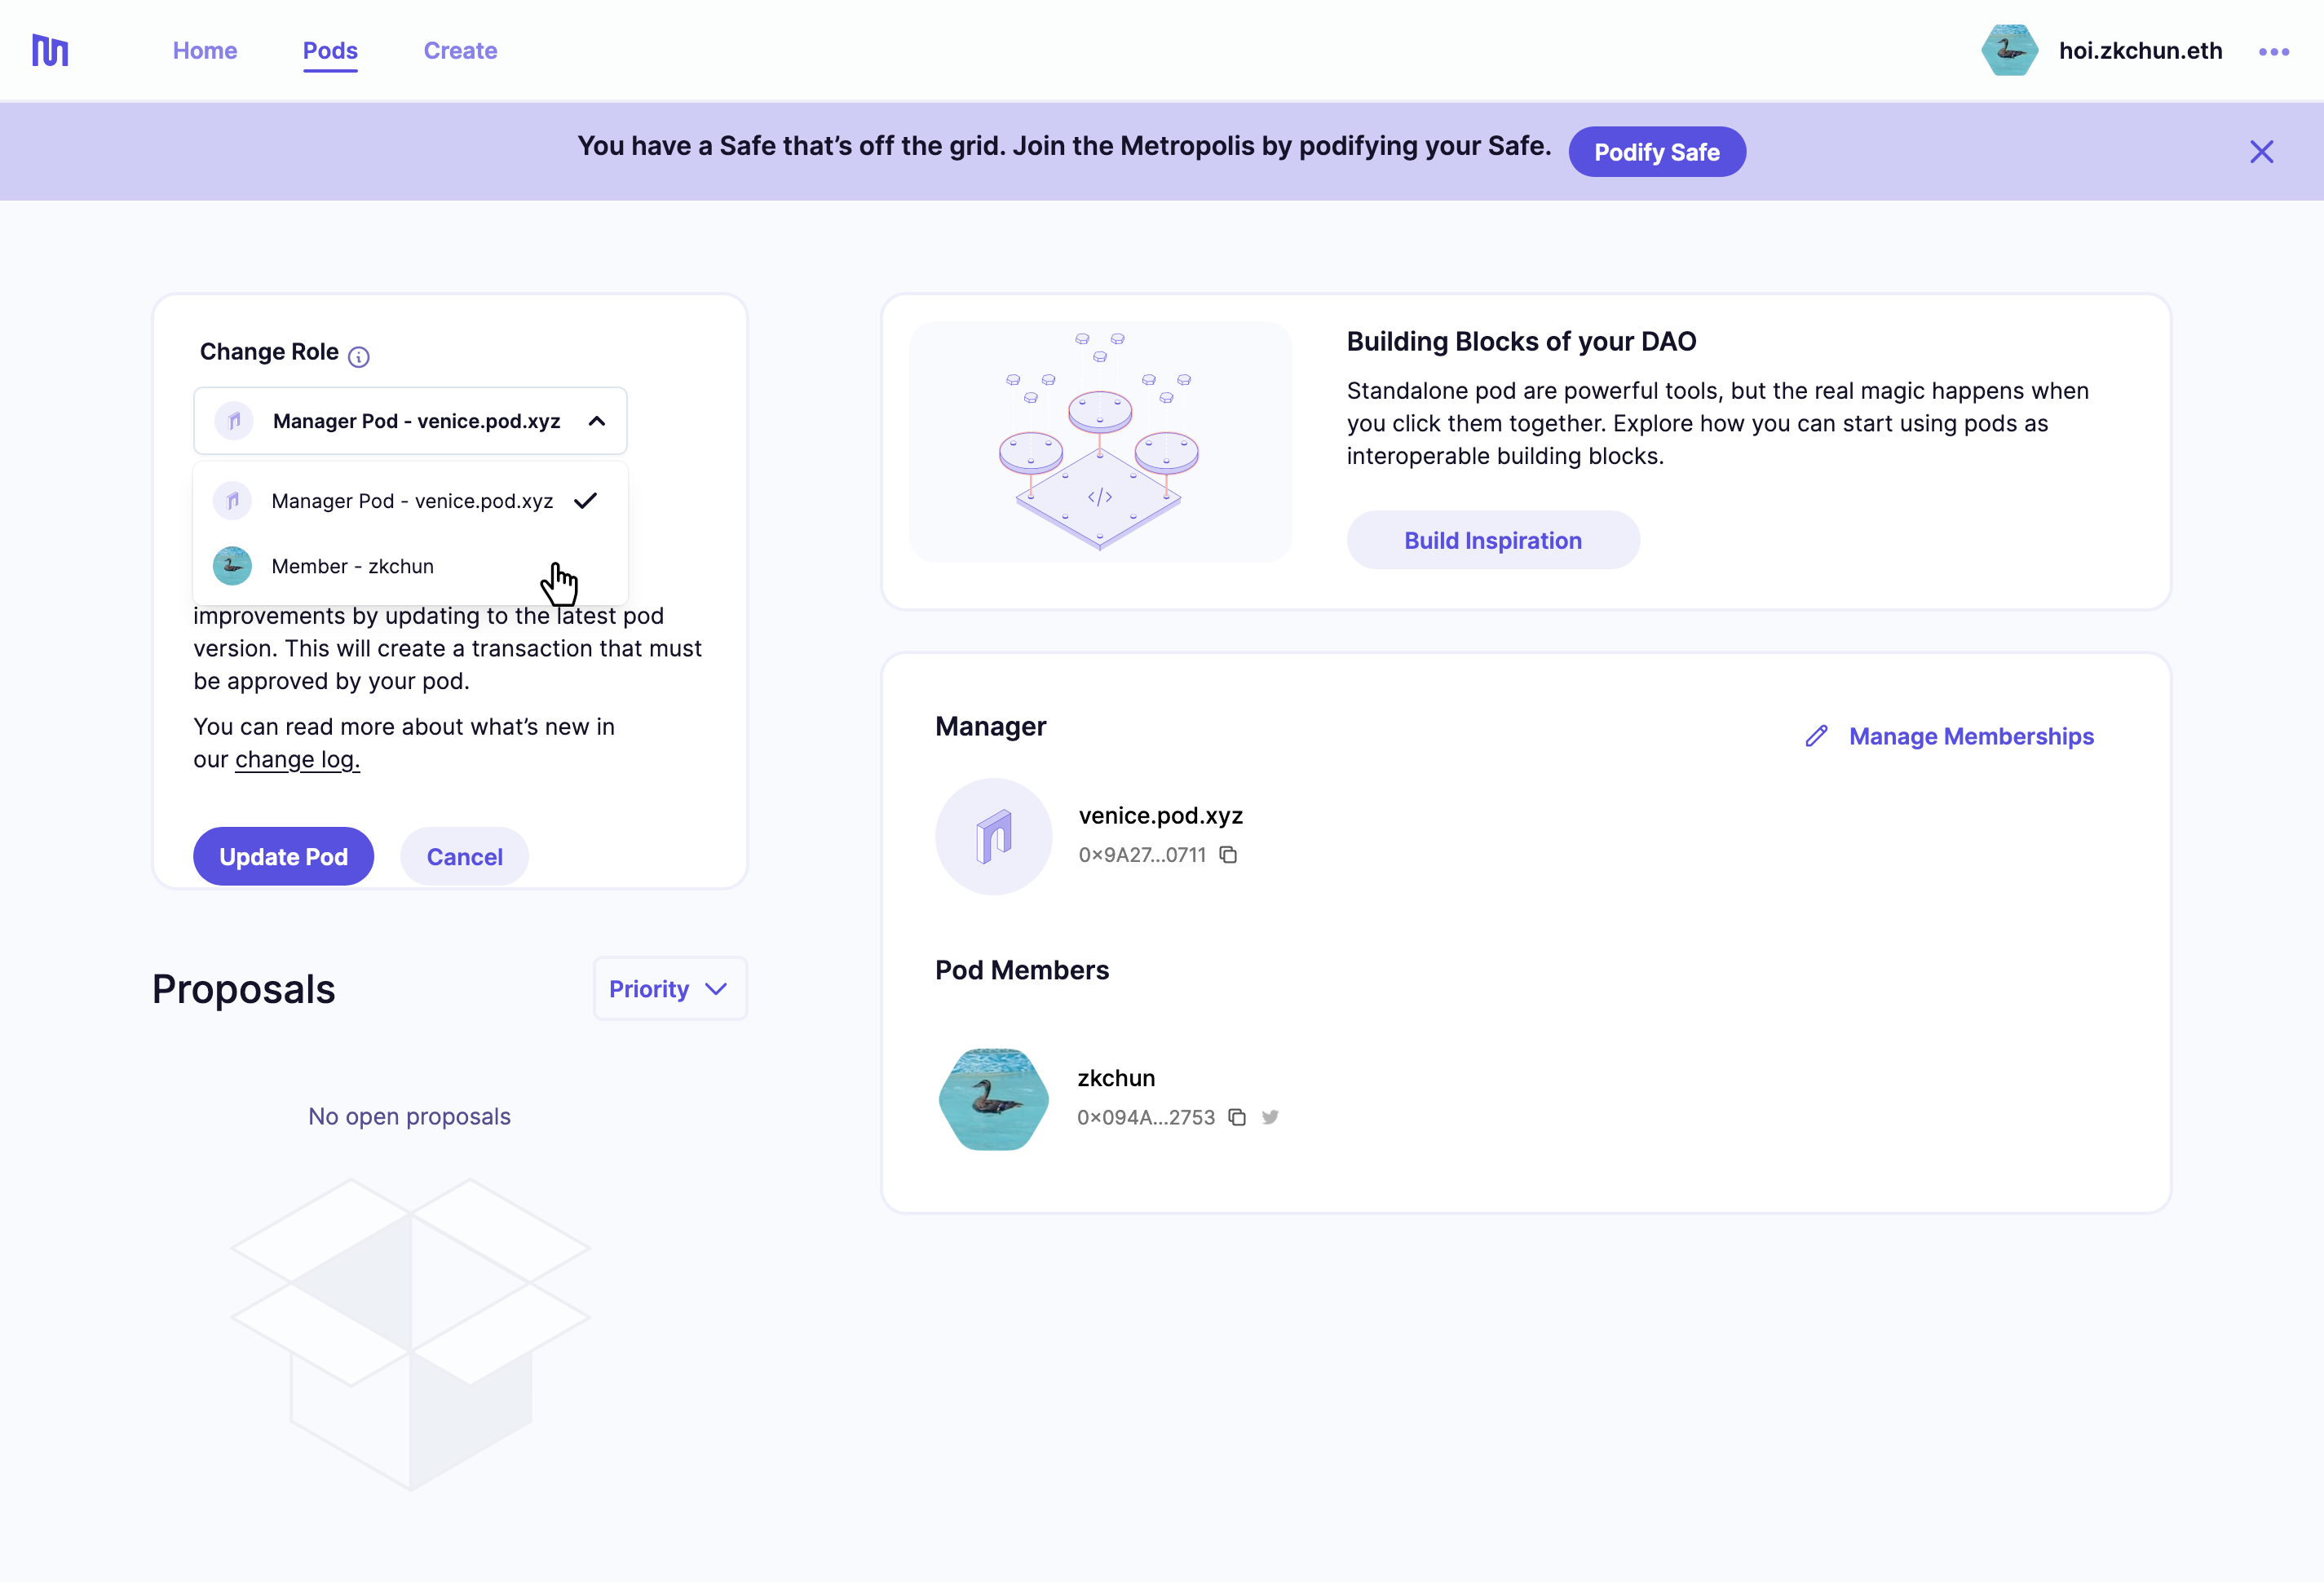 Home
Pods
Create
hoi.zkchun.eth
You have a Safe that’s off the grid. Join the Metropolis by podifying your Safe.
Podify Safe
Change Role
Manager Pod - venice.pod.xyz
Manager Pod - venice.pod.xyz
Member - zkchun
improvements by updating to the latest pod
version. This will create a transaction that must
be approved by your pod.
You can read more about what’s new in
our change log.
Update Pod
Cancel
Proposals
Priority
No open proposals
Building Blocks of your DAO
Standalone pod are powerful tools, but the real magic happens when
you click them together. Explore how you can start using pods as
interoperable building blocks.
Build Inspiration
</>
Manager
Manage Memberships
venice.pod.xyz
0x9A27...0711
Pod Members
zkchun
0x094A...2753